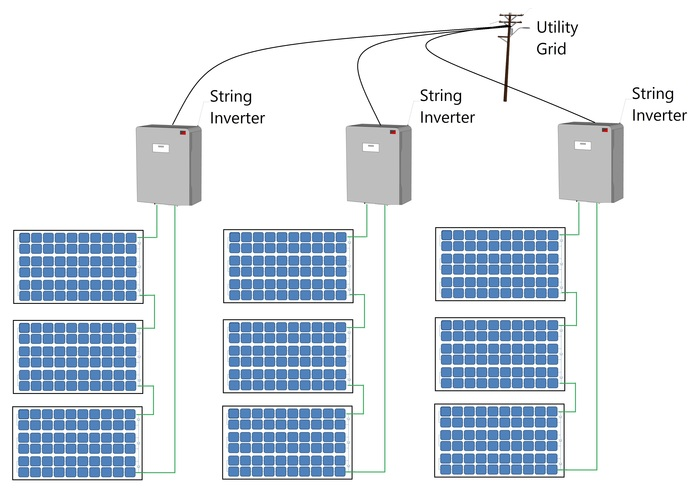 Utility
Grid
String
Inverter
String
Inverter
String
Inverter